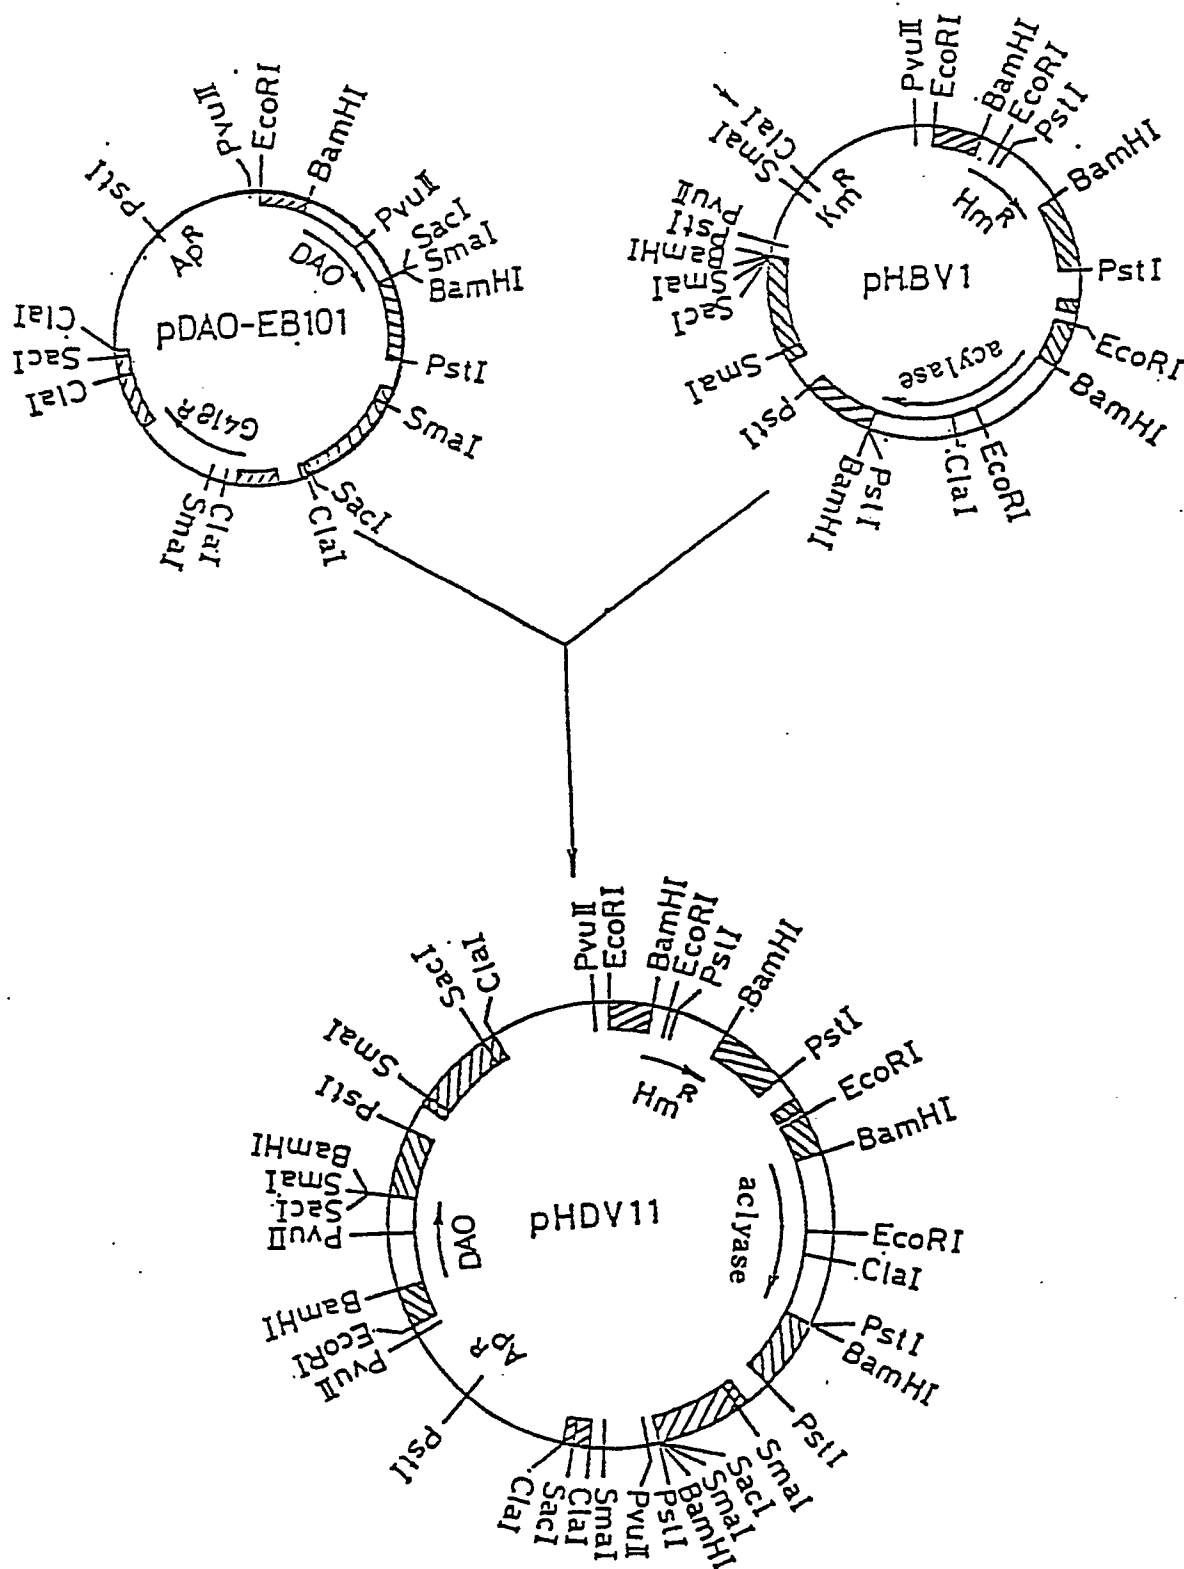 PvuII
EcoRI
BamHI
PvuII
SacI
SmaI
BamHI
PstI
SmaI
SacI
ClaI
ClaI
SmaI
ClaI
SacI
ClaI
PstI
ApR
DAO
G418R
pDAO-EB101
PvuII
EcoRI
BamHI
EcoRI
PstI
BamHI
PstI
EcoRI
BamHI
EcoRI
ClaI
PstI
BamHI
PstI
SmaI
SacI
SmaI
BamHI
PstI
PvuII
SmaI
ClaI
KmR
HmR
pHBV1
acylase
PvuII
EcoRI
BamHI
EcoRI
PstI
BamHI
PstI
EcoRI
BamHI
EcoRI
ClaI
PstI
BamHI
PstI
SmaI
SacI
SmaI
BamHI
PstI
PvuII
SmaI
ClaI
SacI
ClaI
PstI
PvuII
EcoRI
BamHI
PvuII
SacI
SmaI
BamHI
PstI
SmaI
SacI
ClaI
HmR
aclyase
DAO
ApR
pHDV11